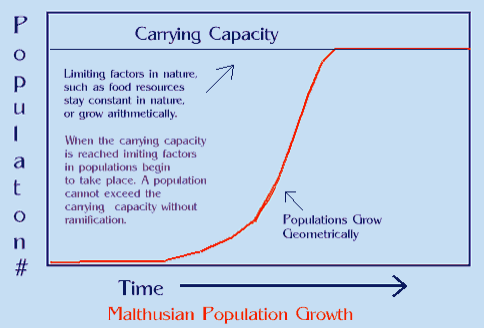 Populaton#
Carrying Capacity
Limiting factors in nature,
such as food resources
stay constant in nature,
or grow arithmetically.
When the carrying capacity
is reached imiting factors
in populations begin
to take place. A population
cannot exceed the
carrying capacity without
ramification.
Populations Grow
Geometrically
Time
Malthusian Population Growth